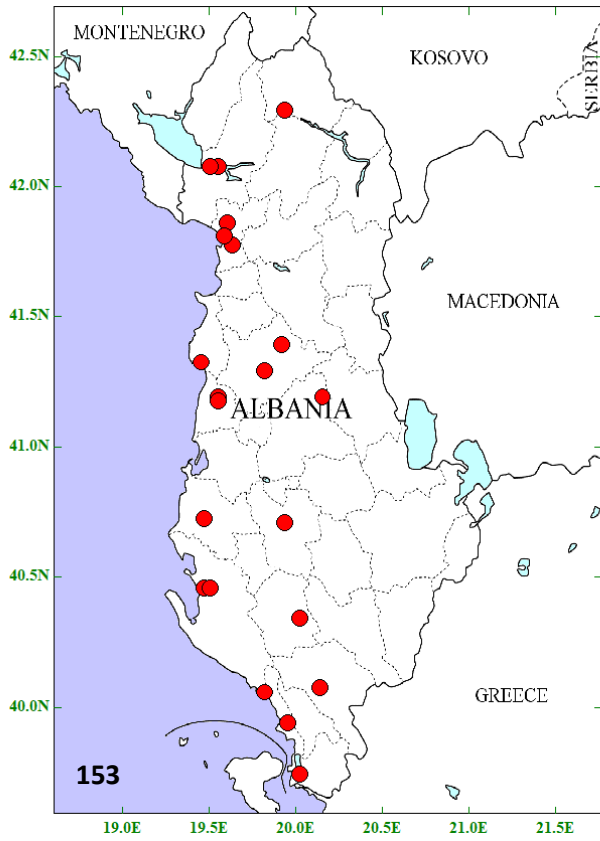 MONTENEGRO
KOSOVO
SERBIA
MACEDONIA
ALBANIA
GREECE
153
42.5N
42.0N
41.5N
41.0N
40.5N
40.0N
19.0E 19.5E 20.0E 20.5E 21.0E 21.5E